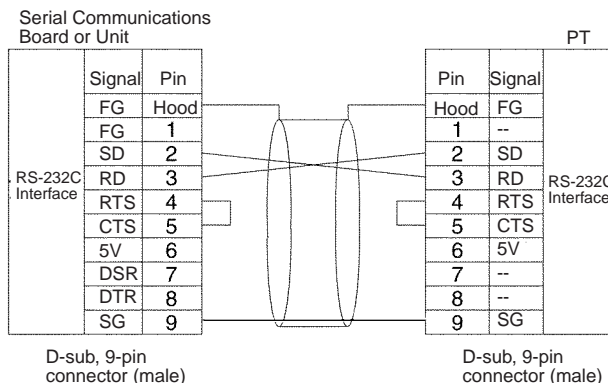 Serial Communications
Board or Unit
PT
Signal Pin
Pin Signal
FG Hood
Hood FG
FG 1
1 --
SD 2
2 SD
RD 3
3 RD
RS-232C
Interface
RS-232C
Interface
RTS 4
4 RTS
CTS 5
5 CTS
5V 6
6 5V
DSR 7
7 --
DTR 8
8 --
SG 9
9 SG
D-sub, 9-pin
connector (male)
D-sub, 9-pin
connector (male)